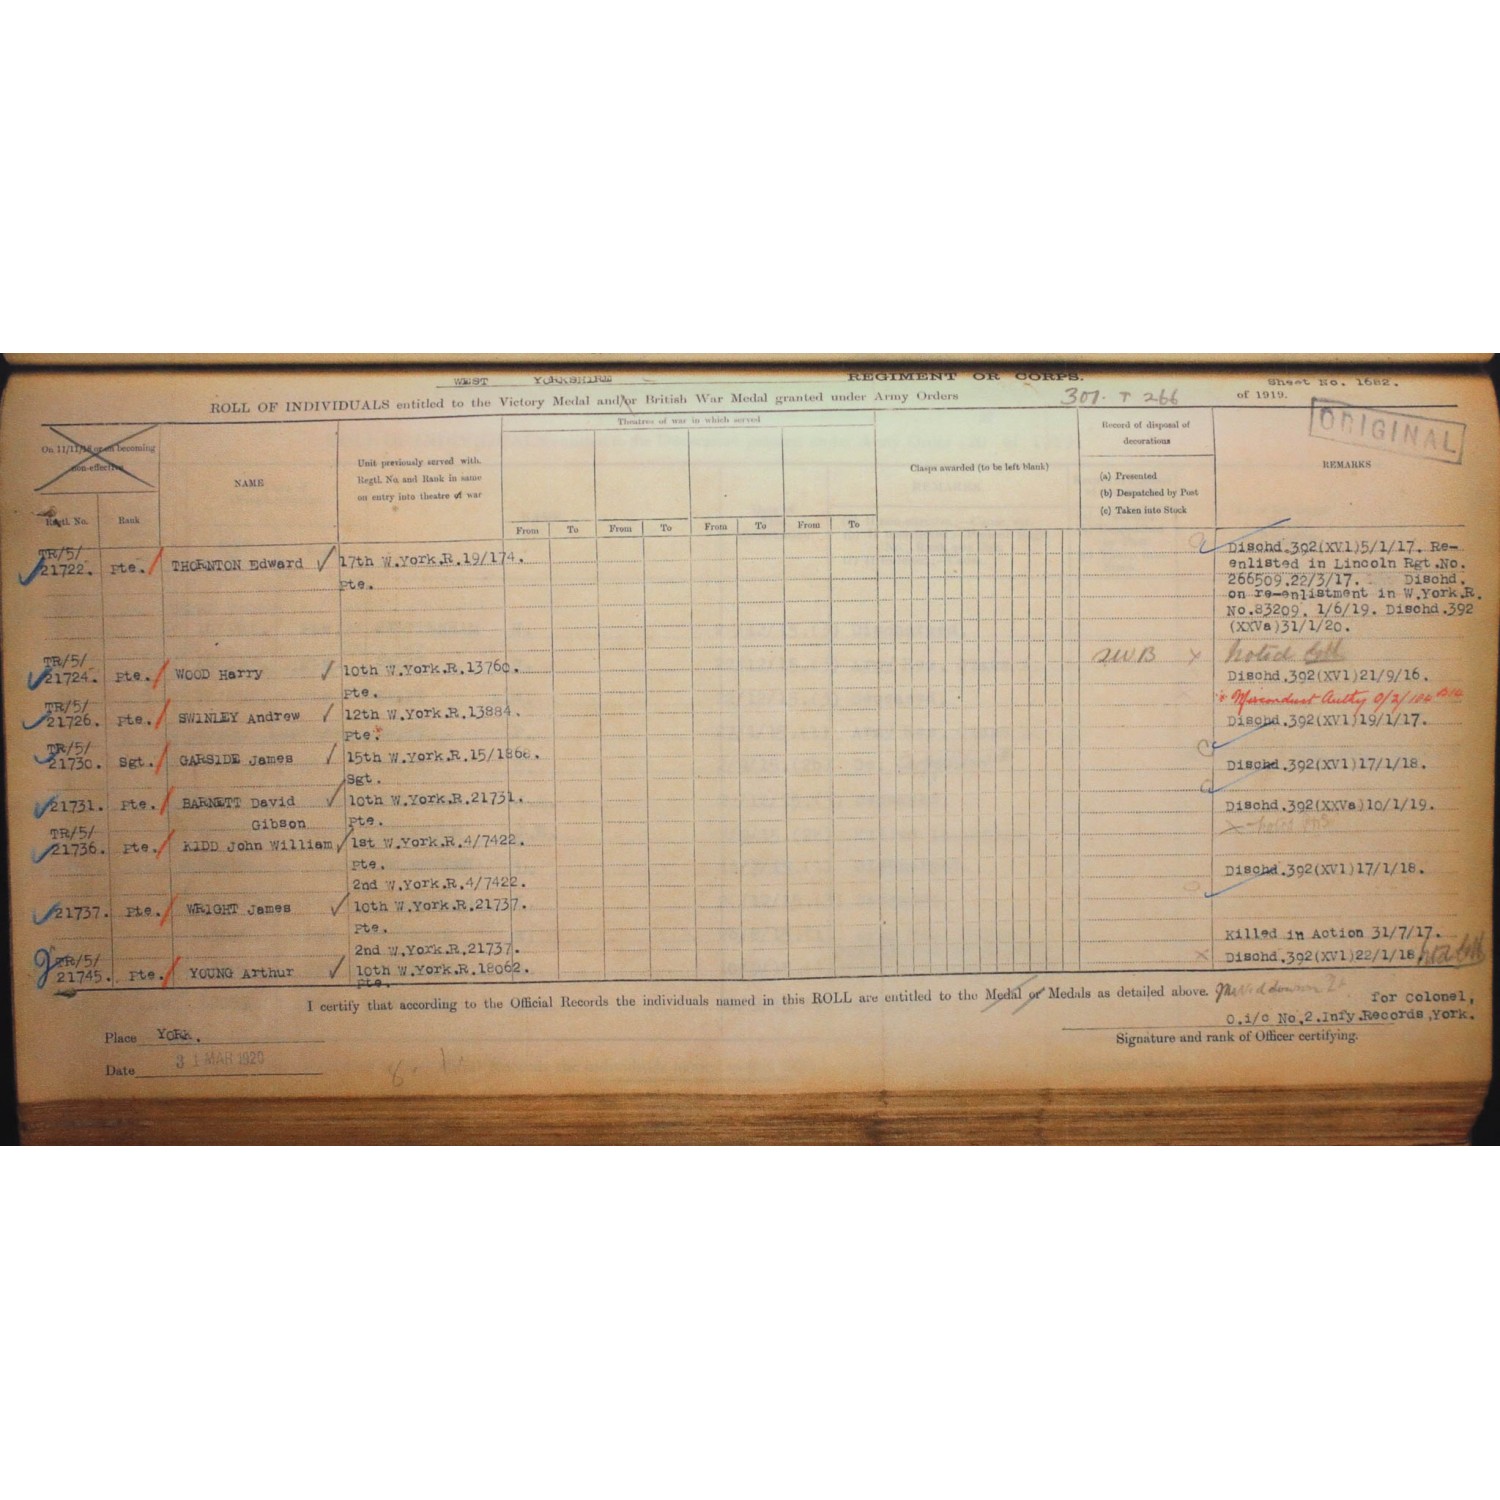 WEST YORKSHIRE REGIMENT OR CORPS. Sheet No. 1682.
ROLL OF INDIVIDUALS entitled to the Victory Medal and/or British War Medal granted under Army Orders 301 + 266 of 1919.
ORIGINAL
On 11/11/18 or on becoming non-effective
Regtl. No.
Rank
NAME
Unit previously served with.
Regtl. No. and Rank in same
on entry into theatre of war
Theatres of war in which served
From To From To From To From To
Clasps awarded (to be left blank)
Record of disposal of
decorations
(a) Presented
(b) Despatched by Post
(c) Taken into Stock
REMARKS
TR/5/
21722. Pte. THORNTON Edward 17th W.York.R.19/174.
Pte.
Dischd.392(XV1)5/1/17. Re-
enlisted in Lincoln Rgt.No.
266509.22/3/17. Dischd.
on re-enlistment in W.York.R.
No.83209. 1/6/19. Dischd.392
(XXVa)31/1/20.
TR/5/ SWB x noted
21724. Pte. WOOD Harry 10th W.York.R.13760. Dischd.392(XV1)21/9/16.
Pte.
Misconduct Authy 0/2/104
TR/5/
21726. Pte. SWINLEY Andrew 12th W.York.R.13884. Dischd.392(XV1)19/1/17.
Pte.
TR/5/
21730. Sgt. GARSIDE James 15th W.York.R.15/1868. Dischd.392(XV1)17/1/18.
Sgt.
21731. Pte. BARNETT David 10th W.York.R.21731. Dischd.392(XXVa)10/1/19.
Gibson Pte.
x noted
TR/5/
21736. Pte. KIDD John William 1st W.York.R.4/7422.
Pte.
2nd W.York.R.4/7422. Dischd.392(XV1)17/1/18.
21737. Pte. WRIGHT James 10th W.York.R.21737.
Pte.
2nd W.York.R.21737. Killed in Action 31/7/17.
TR/5/
21745. Pte. YOUNG Arthur 10th W.York.R.18062. x Dischd.392(XV1)22/1/18
Pte.
I certify that according to the Official Records the individuals named in this ROLL are entitled to the Medal or Medals as detailed above.
for Colonel,
O.i/c No.2.Infy.Records,York.
Signature and rank of Officer certifying.
Place YORK.
Date 31 MAR 1920